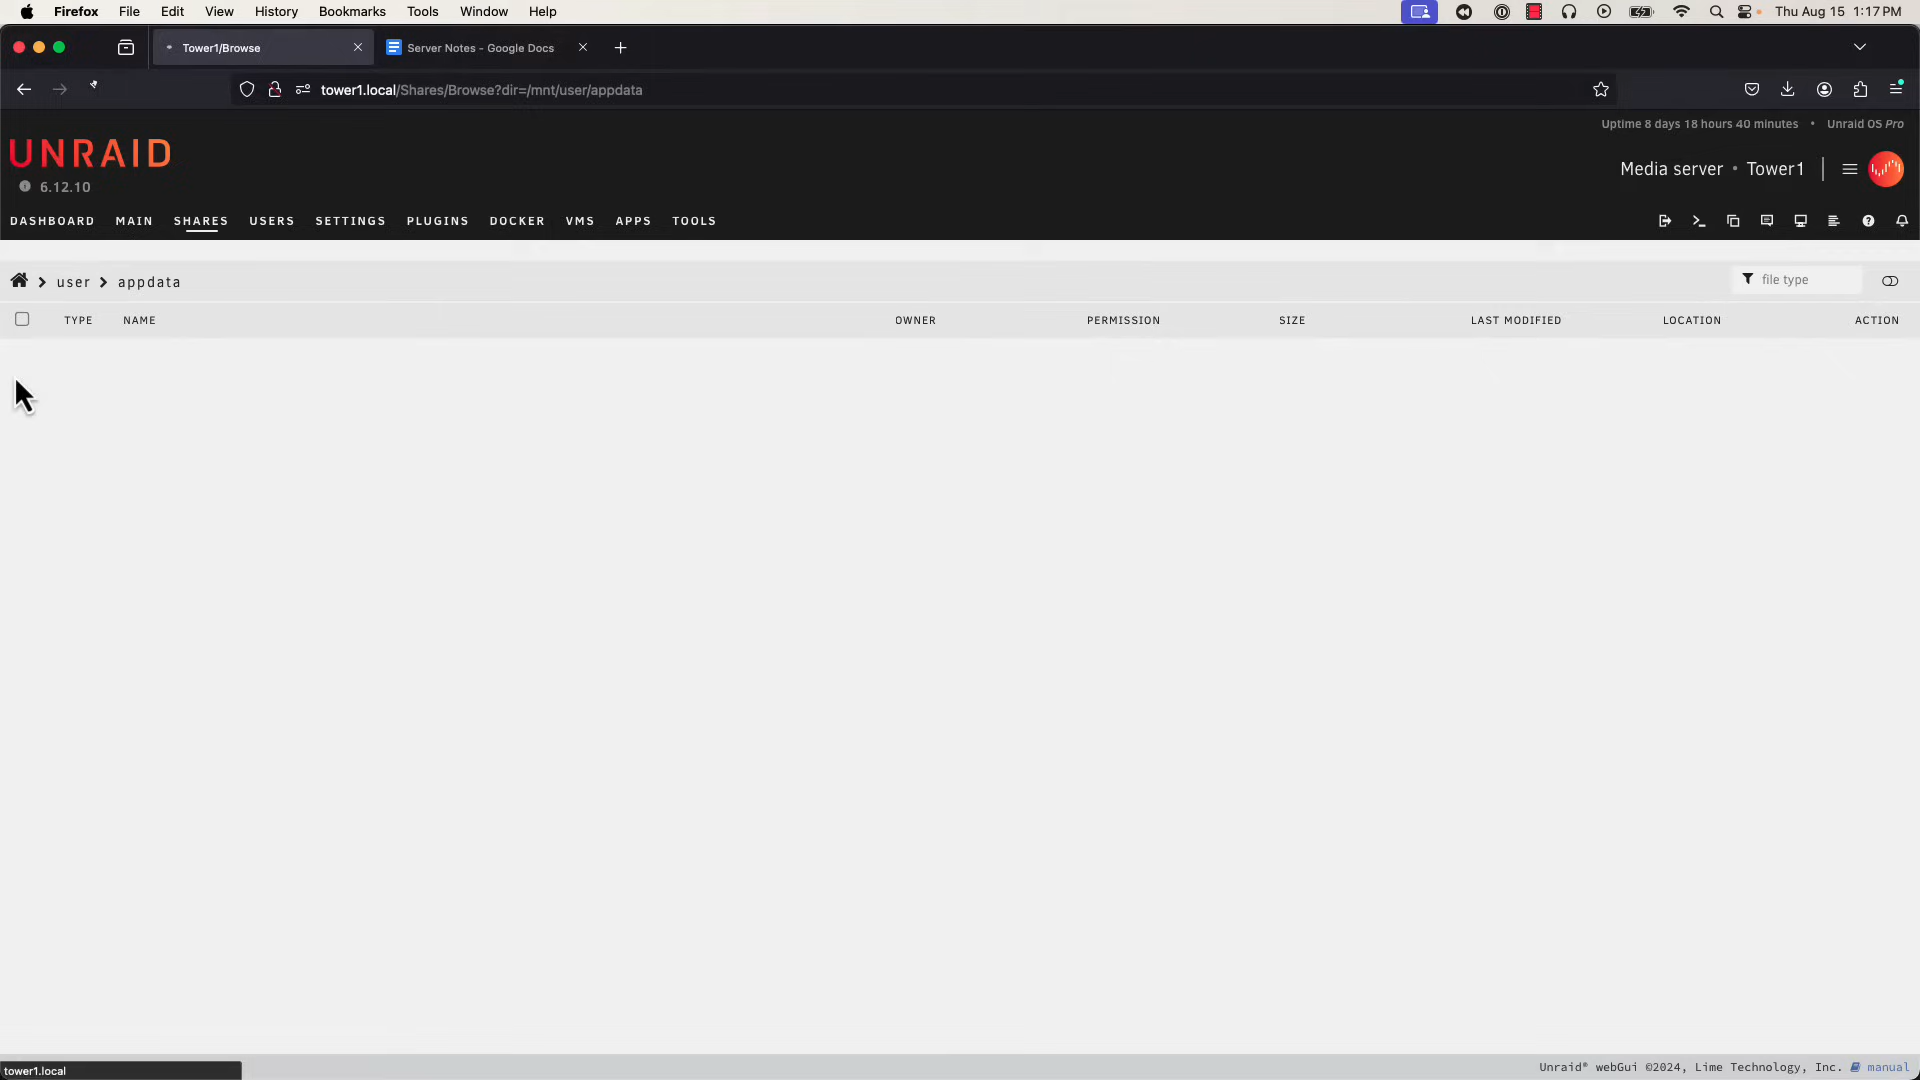 Firefox File Edit View History Bookmarks Tools Window Help Thu Aug 15 1:17 PM
Tower1/Browse Server Notes - Google Docs
tower1.local/Shares/Browse?dir=/mnt/user/appdata
Uptime 8 days 18 hours 40 minutes • Unraid OS Pro
UNRAID
6.12.10
Media server • Tower1
DASHBOARD MAIN SHARES USERS SETTINGS PLUGINS DOCKER VMS APPS TOOLS
user appdata file type
TYPE NAME OWNER PERMISSION SIZE LAST MODIFIED LOCATION ACTION
Unraid® webGui ©2024, Lime Technology, Inc. manual
tower1.local